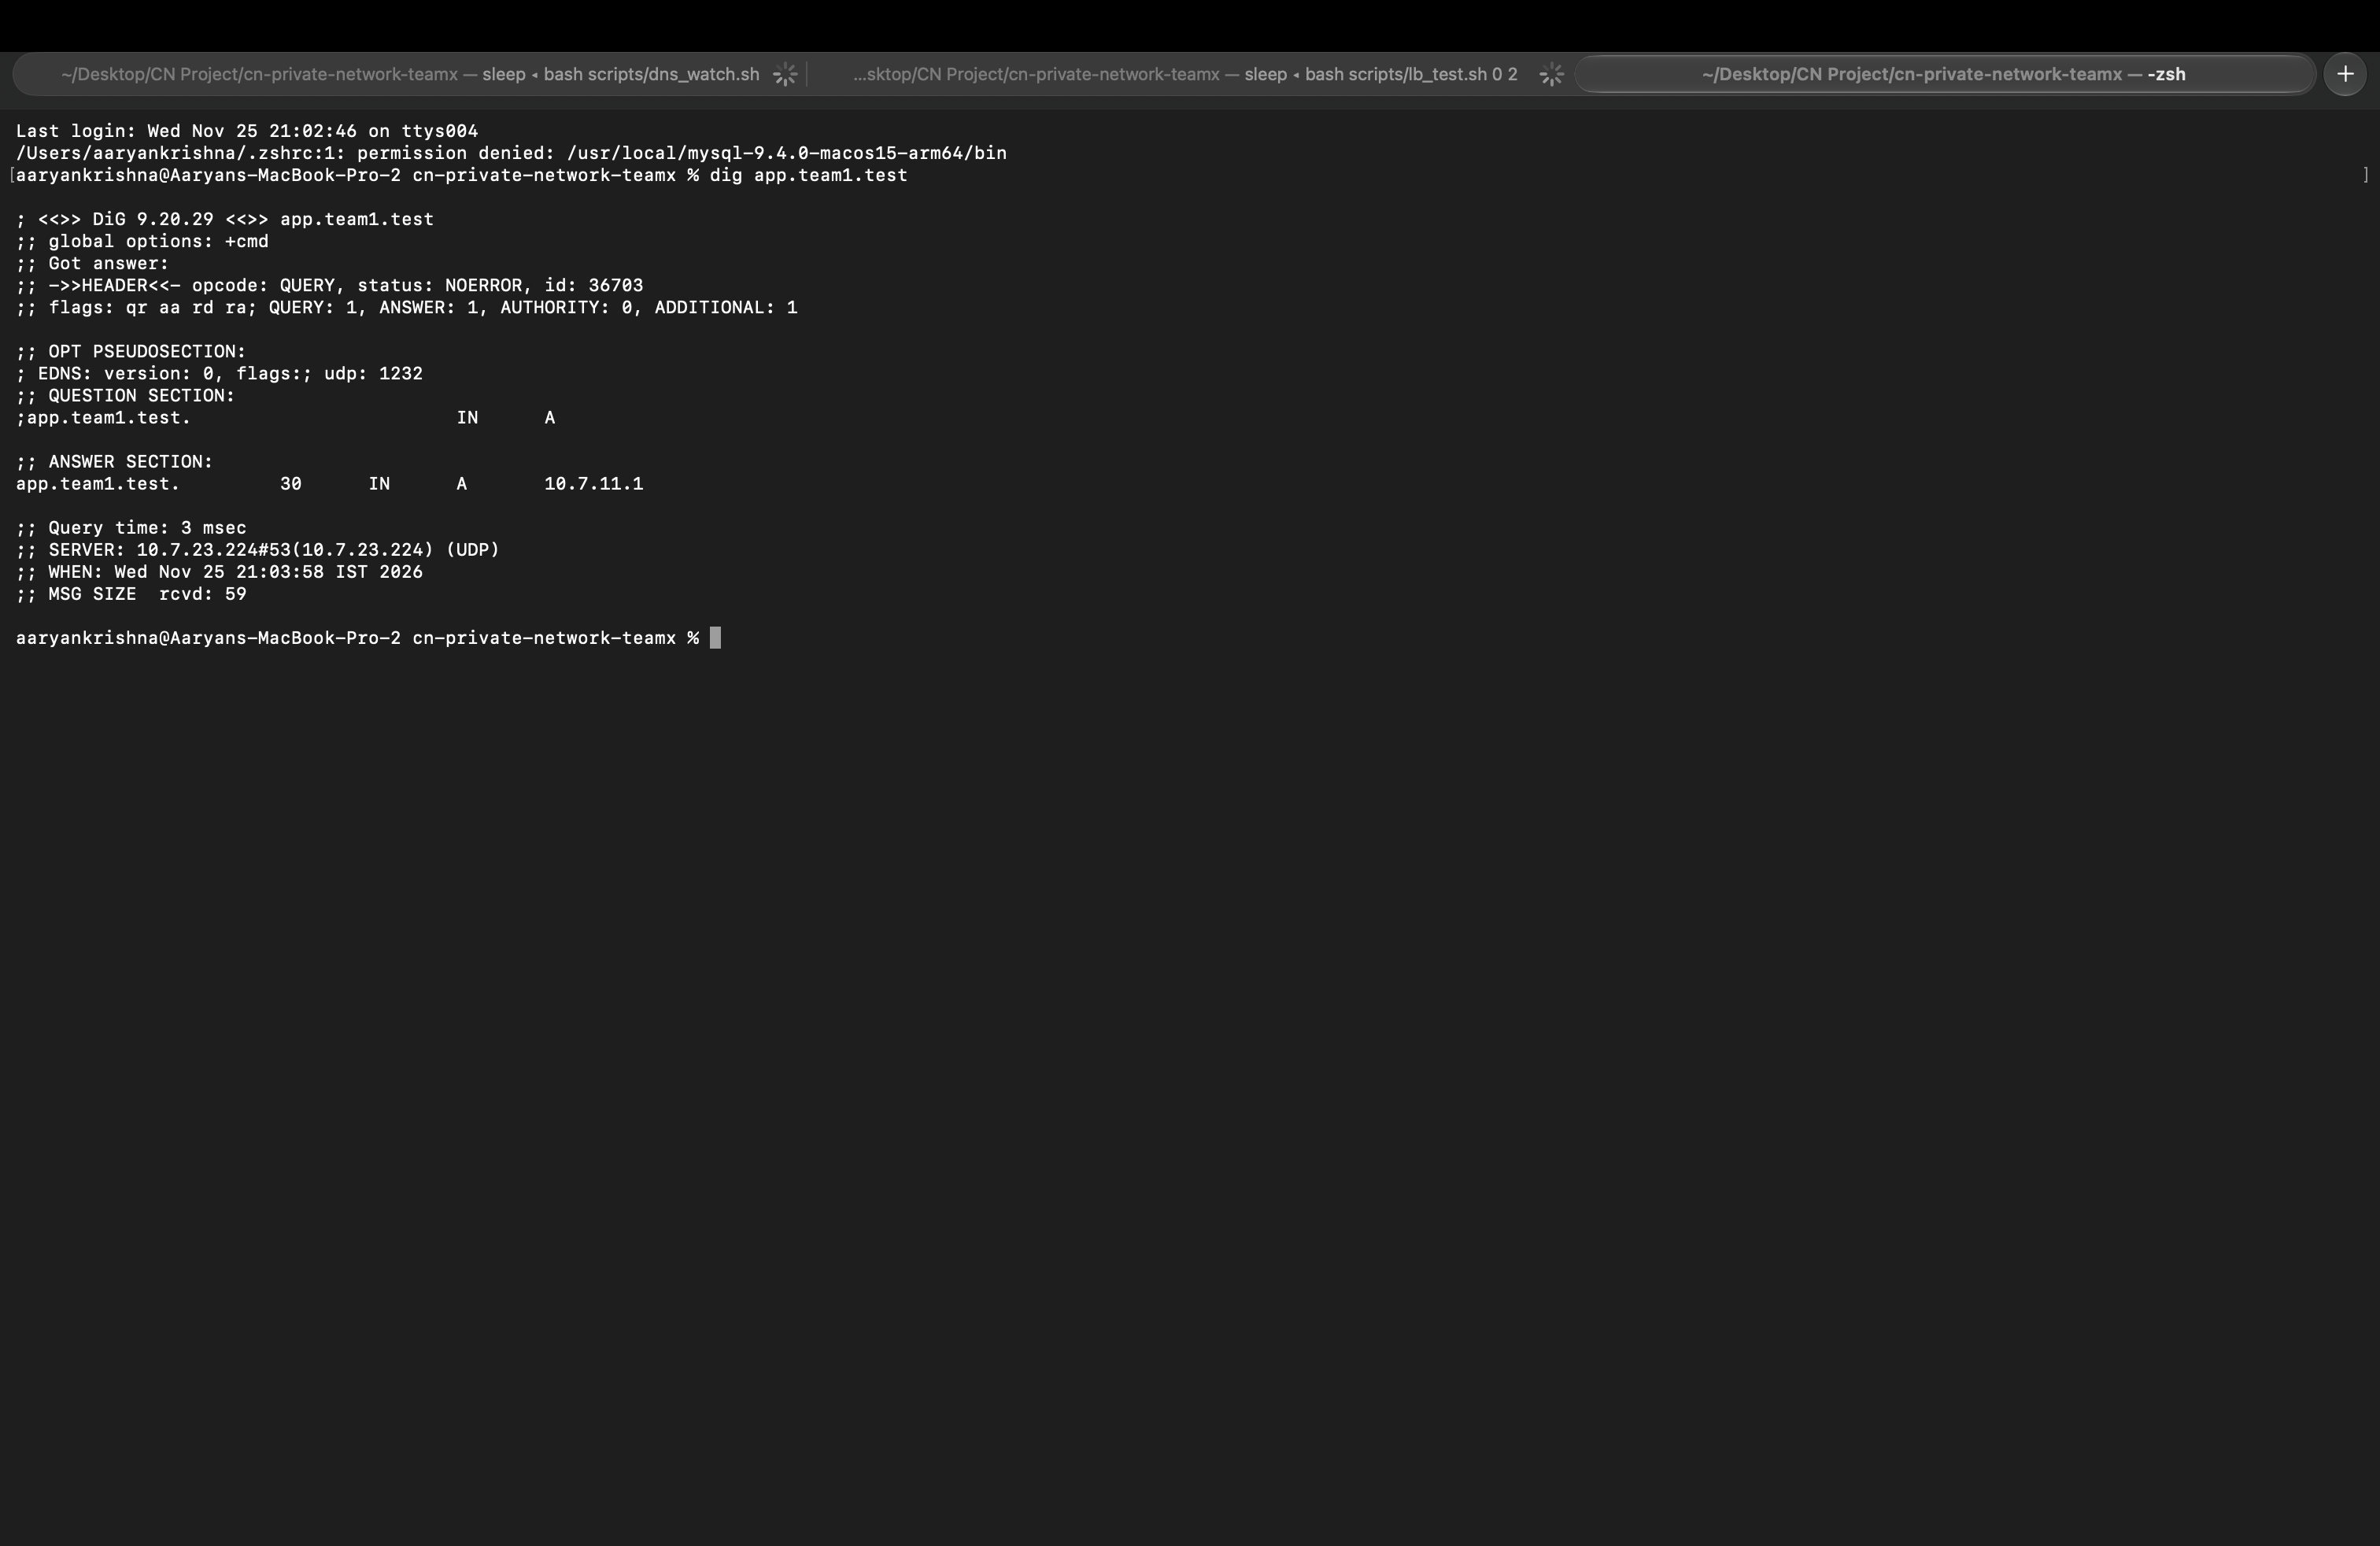 ~/Desktop/CN Project/cn-private-network-teamx — sleep ◂ bash scripts/dns_watch.sh
...sktop/CN Project/cn-private-network-teamx — sleep ◂ bash scripts/lb_test.sh 0 2
~/Desktop/CN Project/cn-private-network-teamx — -zsh
+
Last login: Wed Nov 25 21:02:46 on ttys004
/Users/aaryankrishna/.zshrc:1: permission denied: /usr/local/mysql-9.4.0-macos15-arm64/bin
[aaryankrishna@Aaryans-MacBook-Pro-2 cn-private-network-teamx % dig app.team1.test ]

; <<>> DiG 9.20.29 <<>> app.team1.test
;; global options: +cmd
;; Got answer:
;; ->>HEADER<<- opcode: QUERY, status: NOERROR, id: 36703
;; flags: qr aa rd ra; QUERY: 1, ANSWER: 1, AUTHORITY: 0, ADDITIONAL: 1

;; OPT PSEUDOSECTION:
; EDNS: version: 0, flags:; udp: 1232
;; QUESTION SECTION:
;app.team1.test. IN A

;; ANSWER SECTION:
app.team1.test. 30 IN A 10.7.11.1

;; Query time: 3 msec
;; SERVER: 10.7.23.224#53(10.7.23.224) (UDP)
;; WHEN: Wed Nov 25 21:03:58 IST 2026
;; MSG SIZE  rcvd: 59

aaryankrishna@Aaryans-MacBook-Pro-2 cn-private-network-teamx %